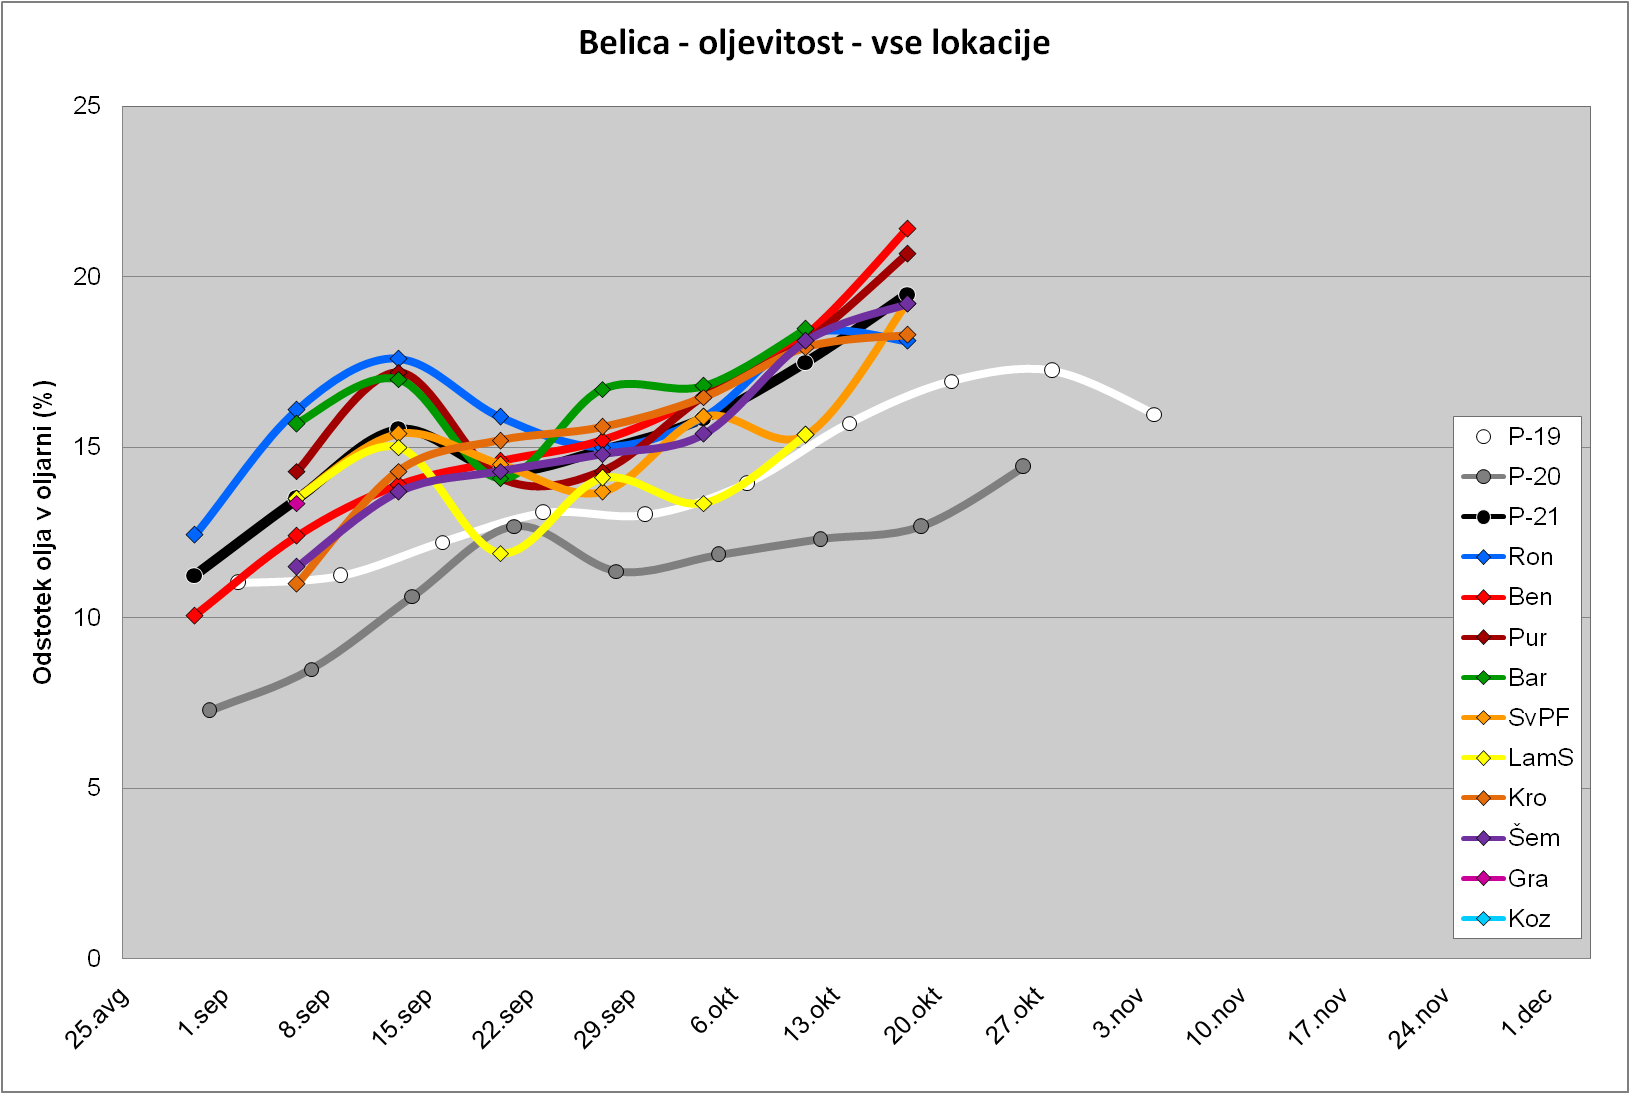 Belica - oljevitost - vse lokacije
Odstotek olja v oljarni (%)
25
20
15
10
5
0
25.avg
1.sep
8.sep
15.sep
22.sep
29.sep
6.okt
13.okt
20.okt
27.okt
3.nov
10.nov
17.nov
24.nov
1.dec
P-19
P-20
P-21
Ron
Ben
Pur
Bar
SvPF
LamS
Kro
Šem
Gra
Koz